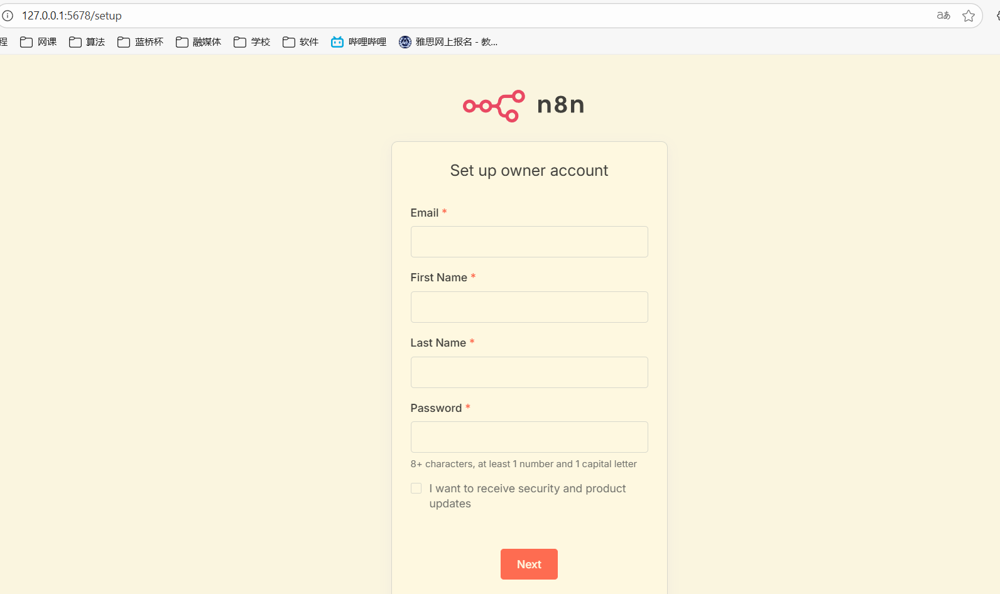 127.0.0.1:5678/setup
aあ
程 网课 算法 蓝桥杯 融媒体 学校 软件 哔哩哔哩 雅思网上报名 - 教...
n8n
Set up owner account
Email *
First Name *
Last Name *
Password *
8+ characters, at least 1 number and 1 capital letter
I want to receive security and product
updates
Next